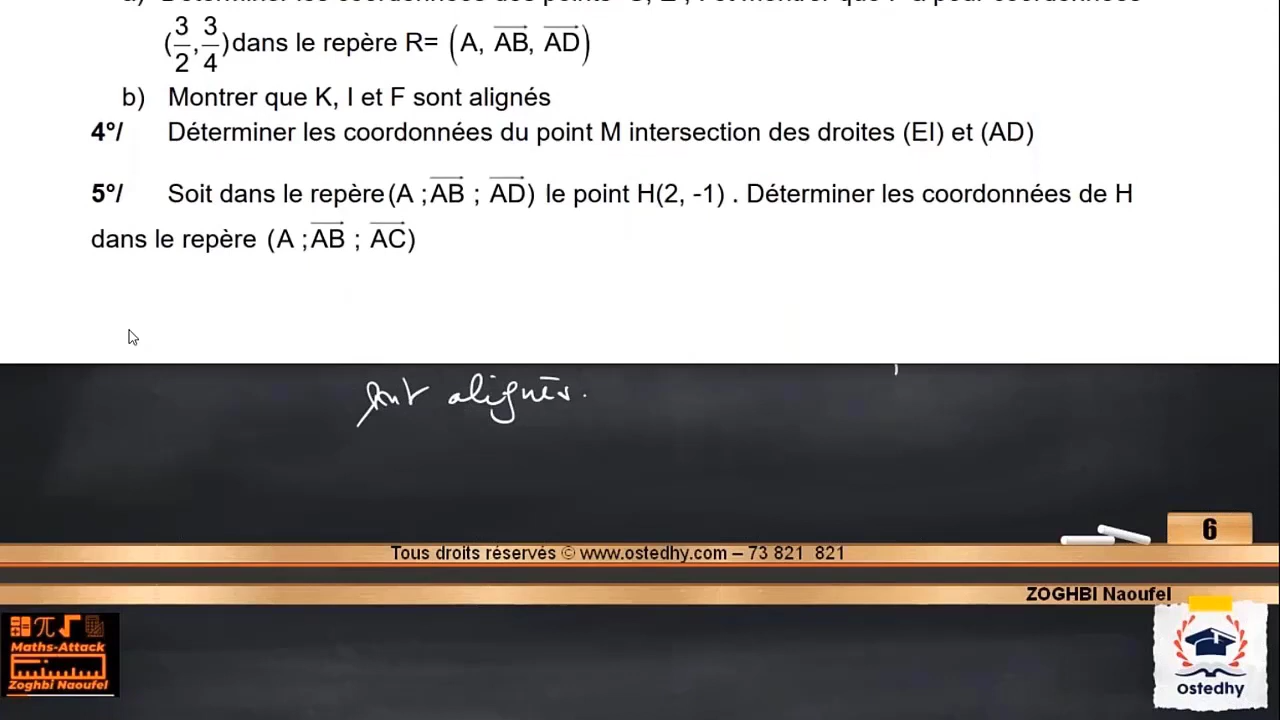 (3/2, 3/4) dans le repère R= (A, AB, AD)
b) Montrer que K, I et F sont alignés
4°/ Déterminer les coordonnées du point M intersection des droites (EI) et (AD)
5°/ Soit dans le repère (A ; AB ; AD) le point H(2, -1) . Déterminer les coordonnées de H
dans le repère (A ; AB ; AC)
sont alignés.
6
Tous droits réservés © www.ostedhy.com – 73 821 821
ZOGHBI Naoufel
Maths-Attack
Zoghbi Naoufel
Ostedhy